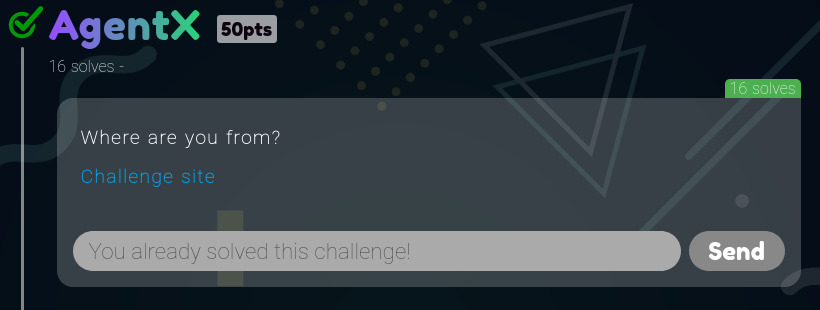 AgentX 50pts
16 solves -
16 solves
Where are you from?
Challenge site
You already solved this challenge! Send